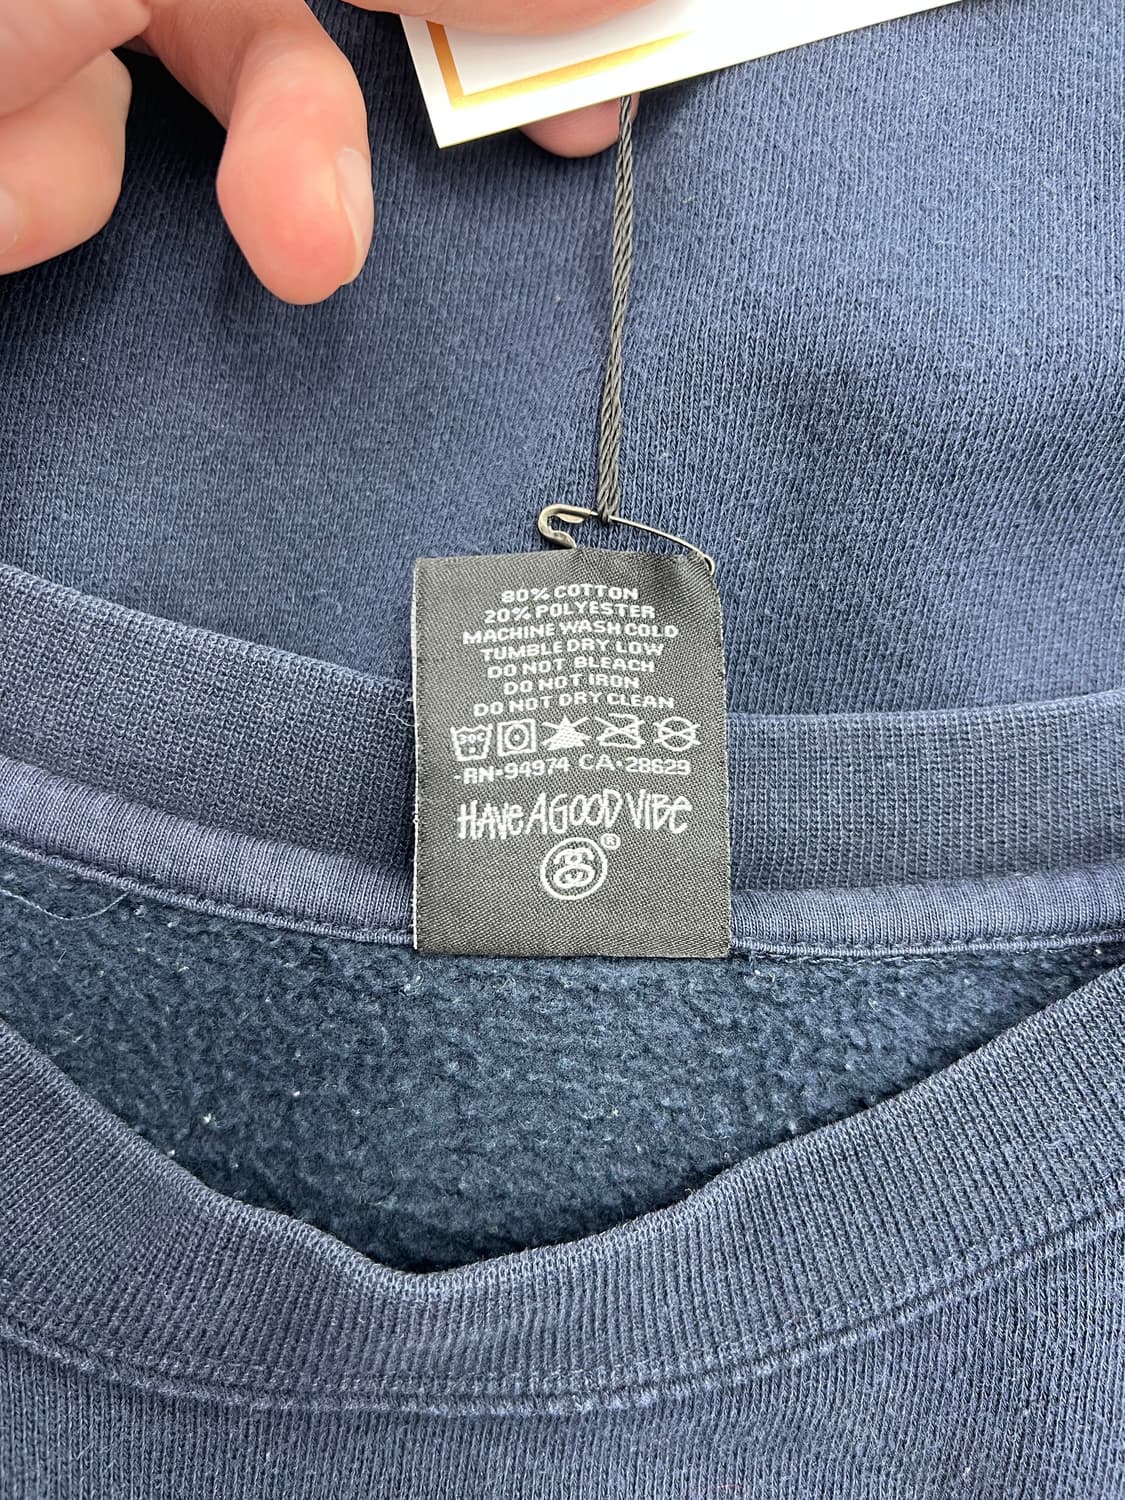 80% COTTON
20% POLYESTER
MACHINE WASH COLD
TUMBLE DRY LOW
DO NOT BLEACH
DO NOT IRON
DO NOT DRY CLEAN
30C
-RN•94974 CA•28629
HAVE A GOOD VIBE
®